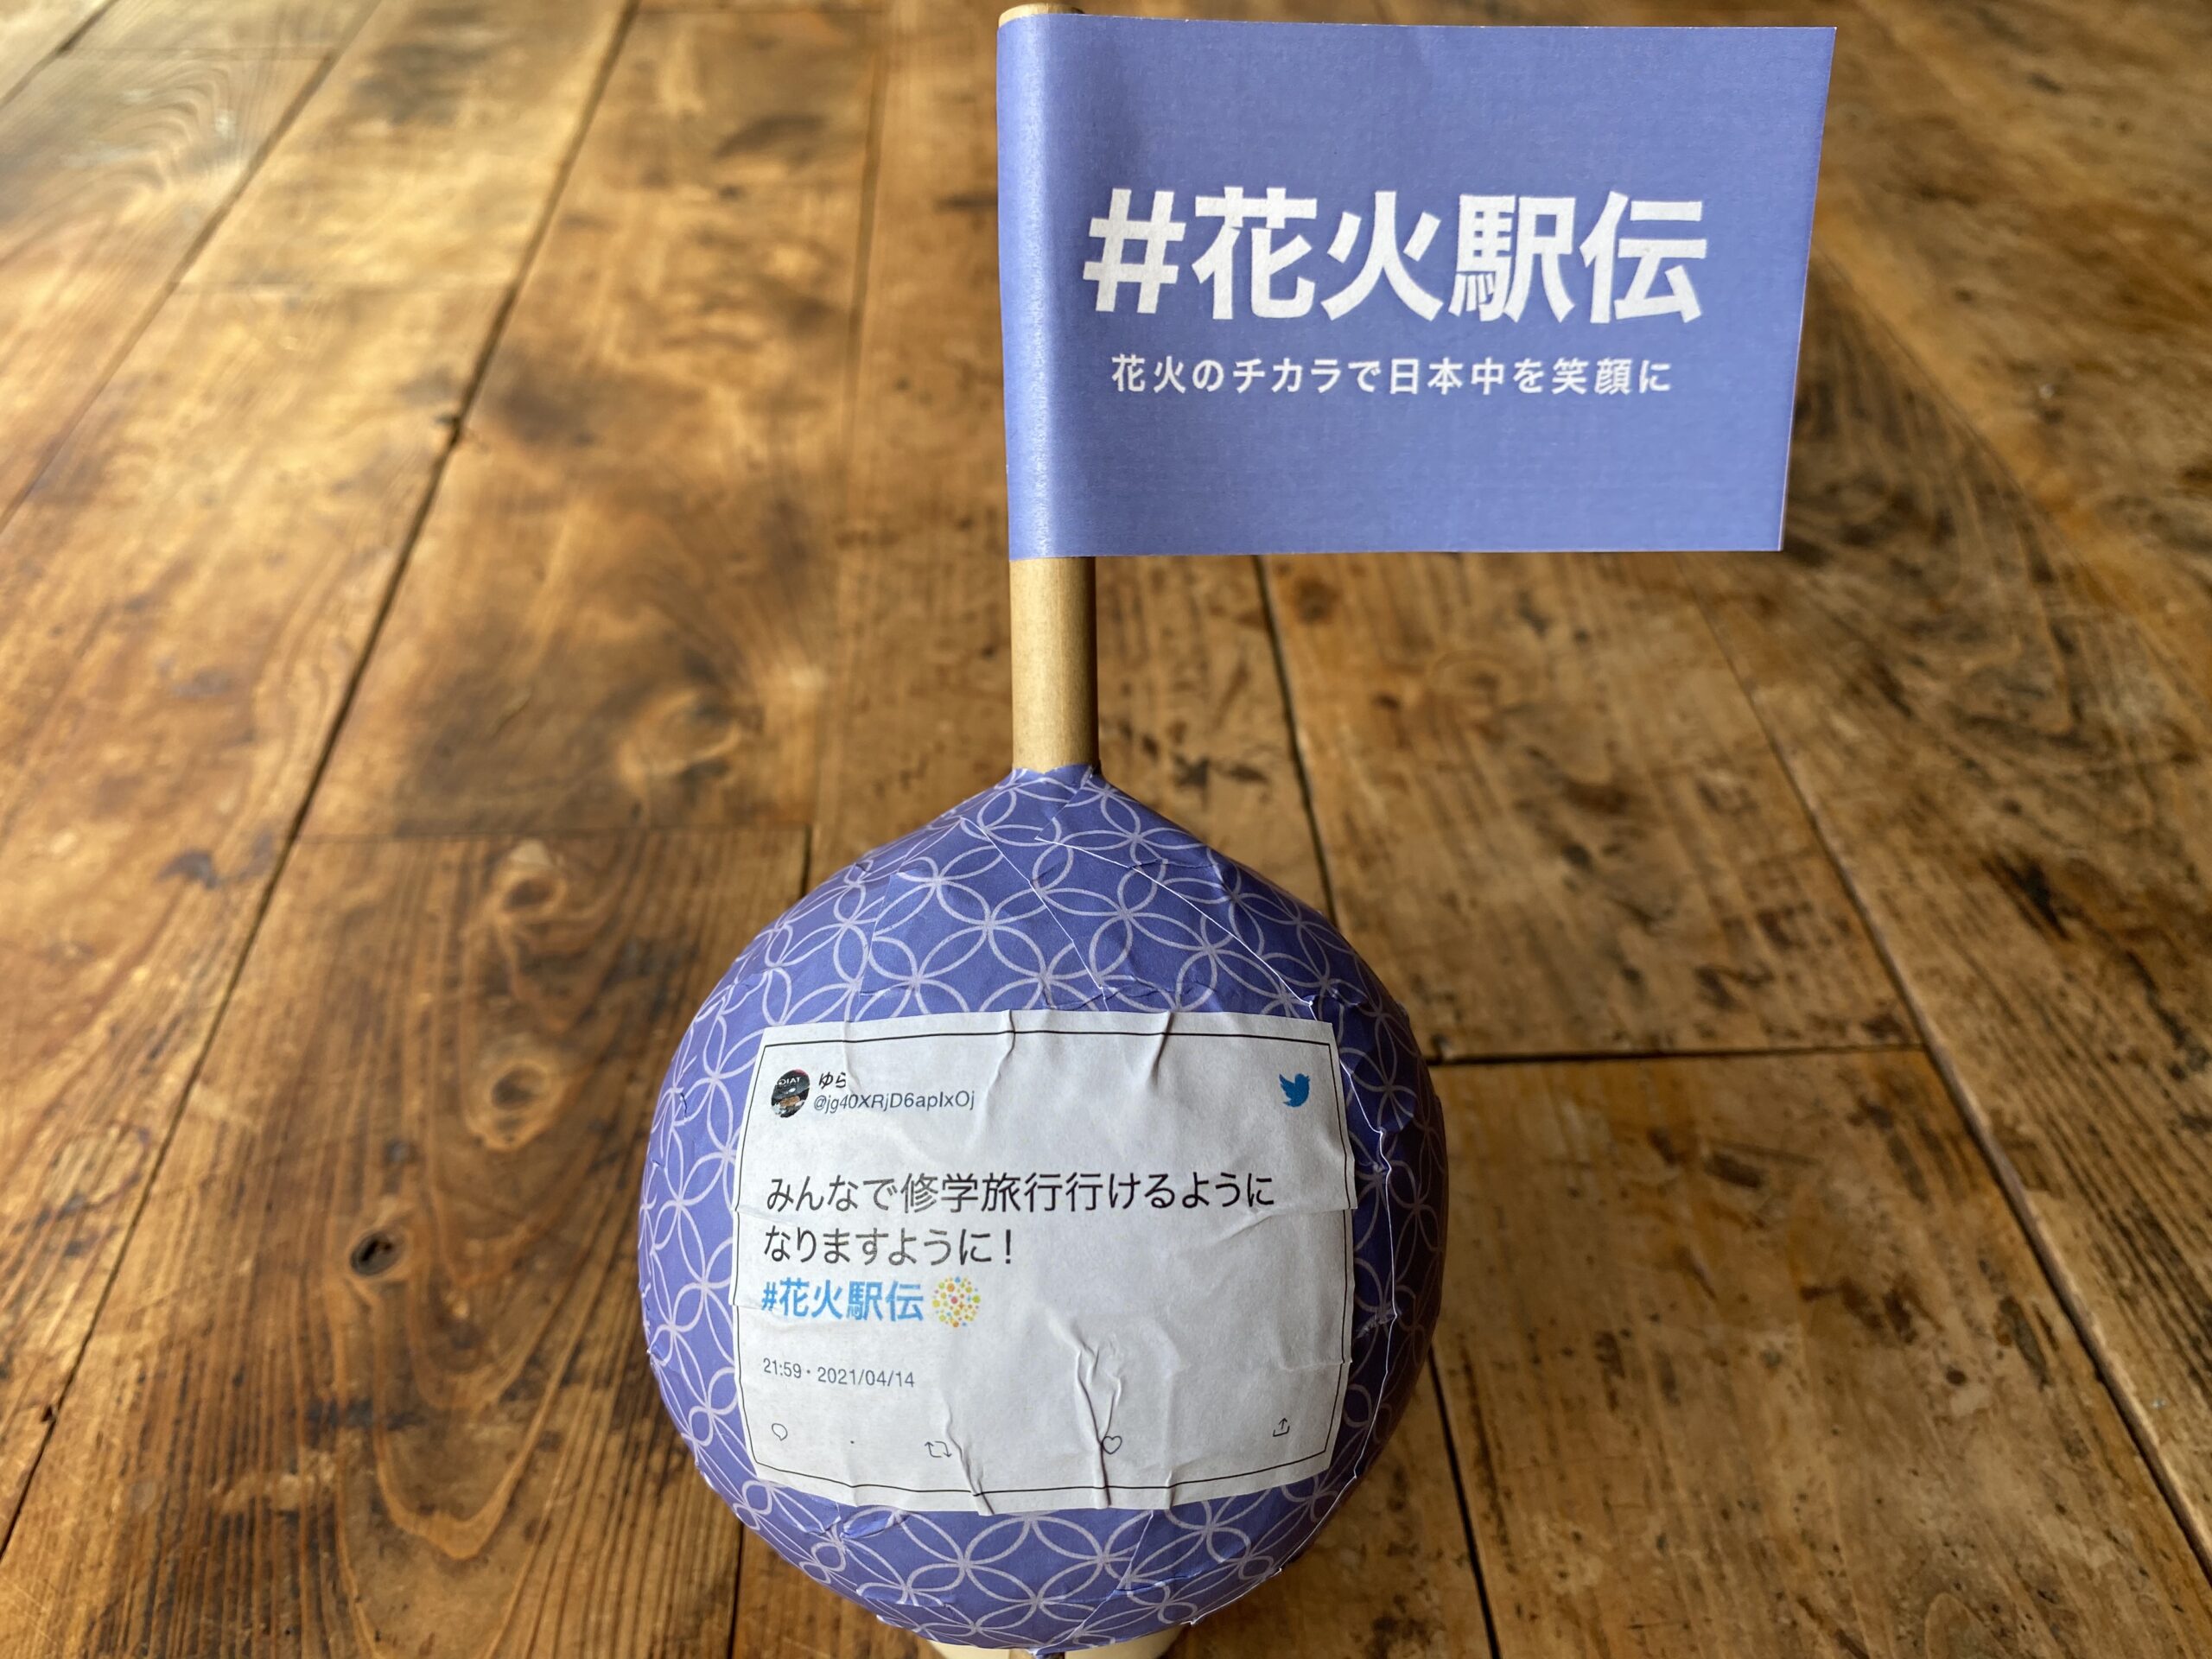 #花火駅伝
花火のチカラで日本中を笑顔に
ゆら
@jg40XRjD6aplxOj
みんなで修学旅行行けるように
なりますように！
#花火駅伝
21:59・2021/04/14